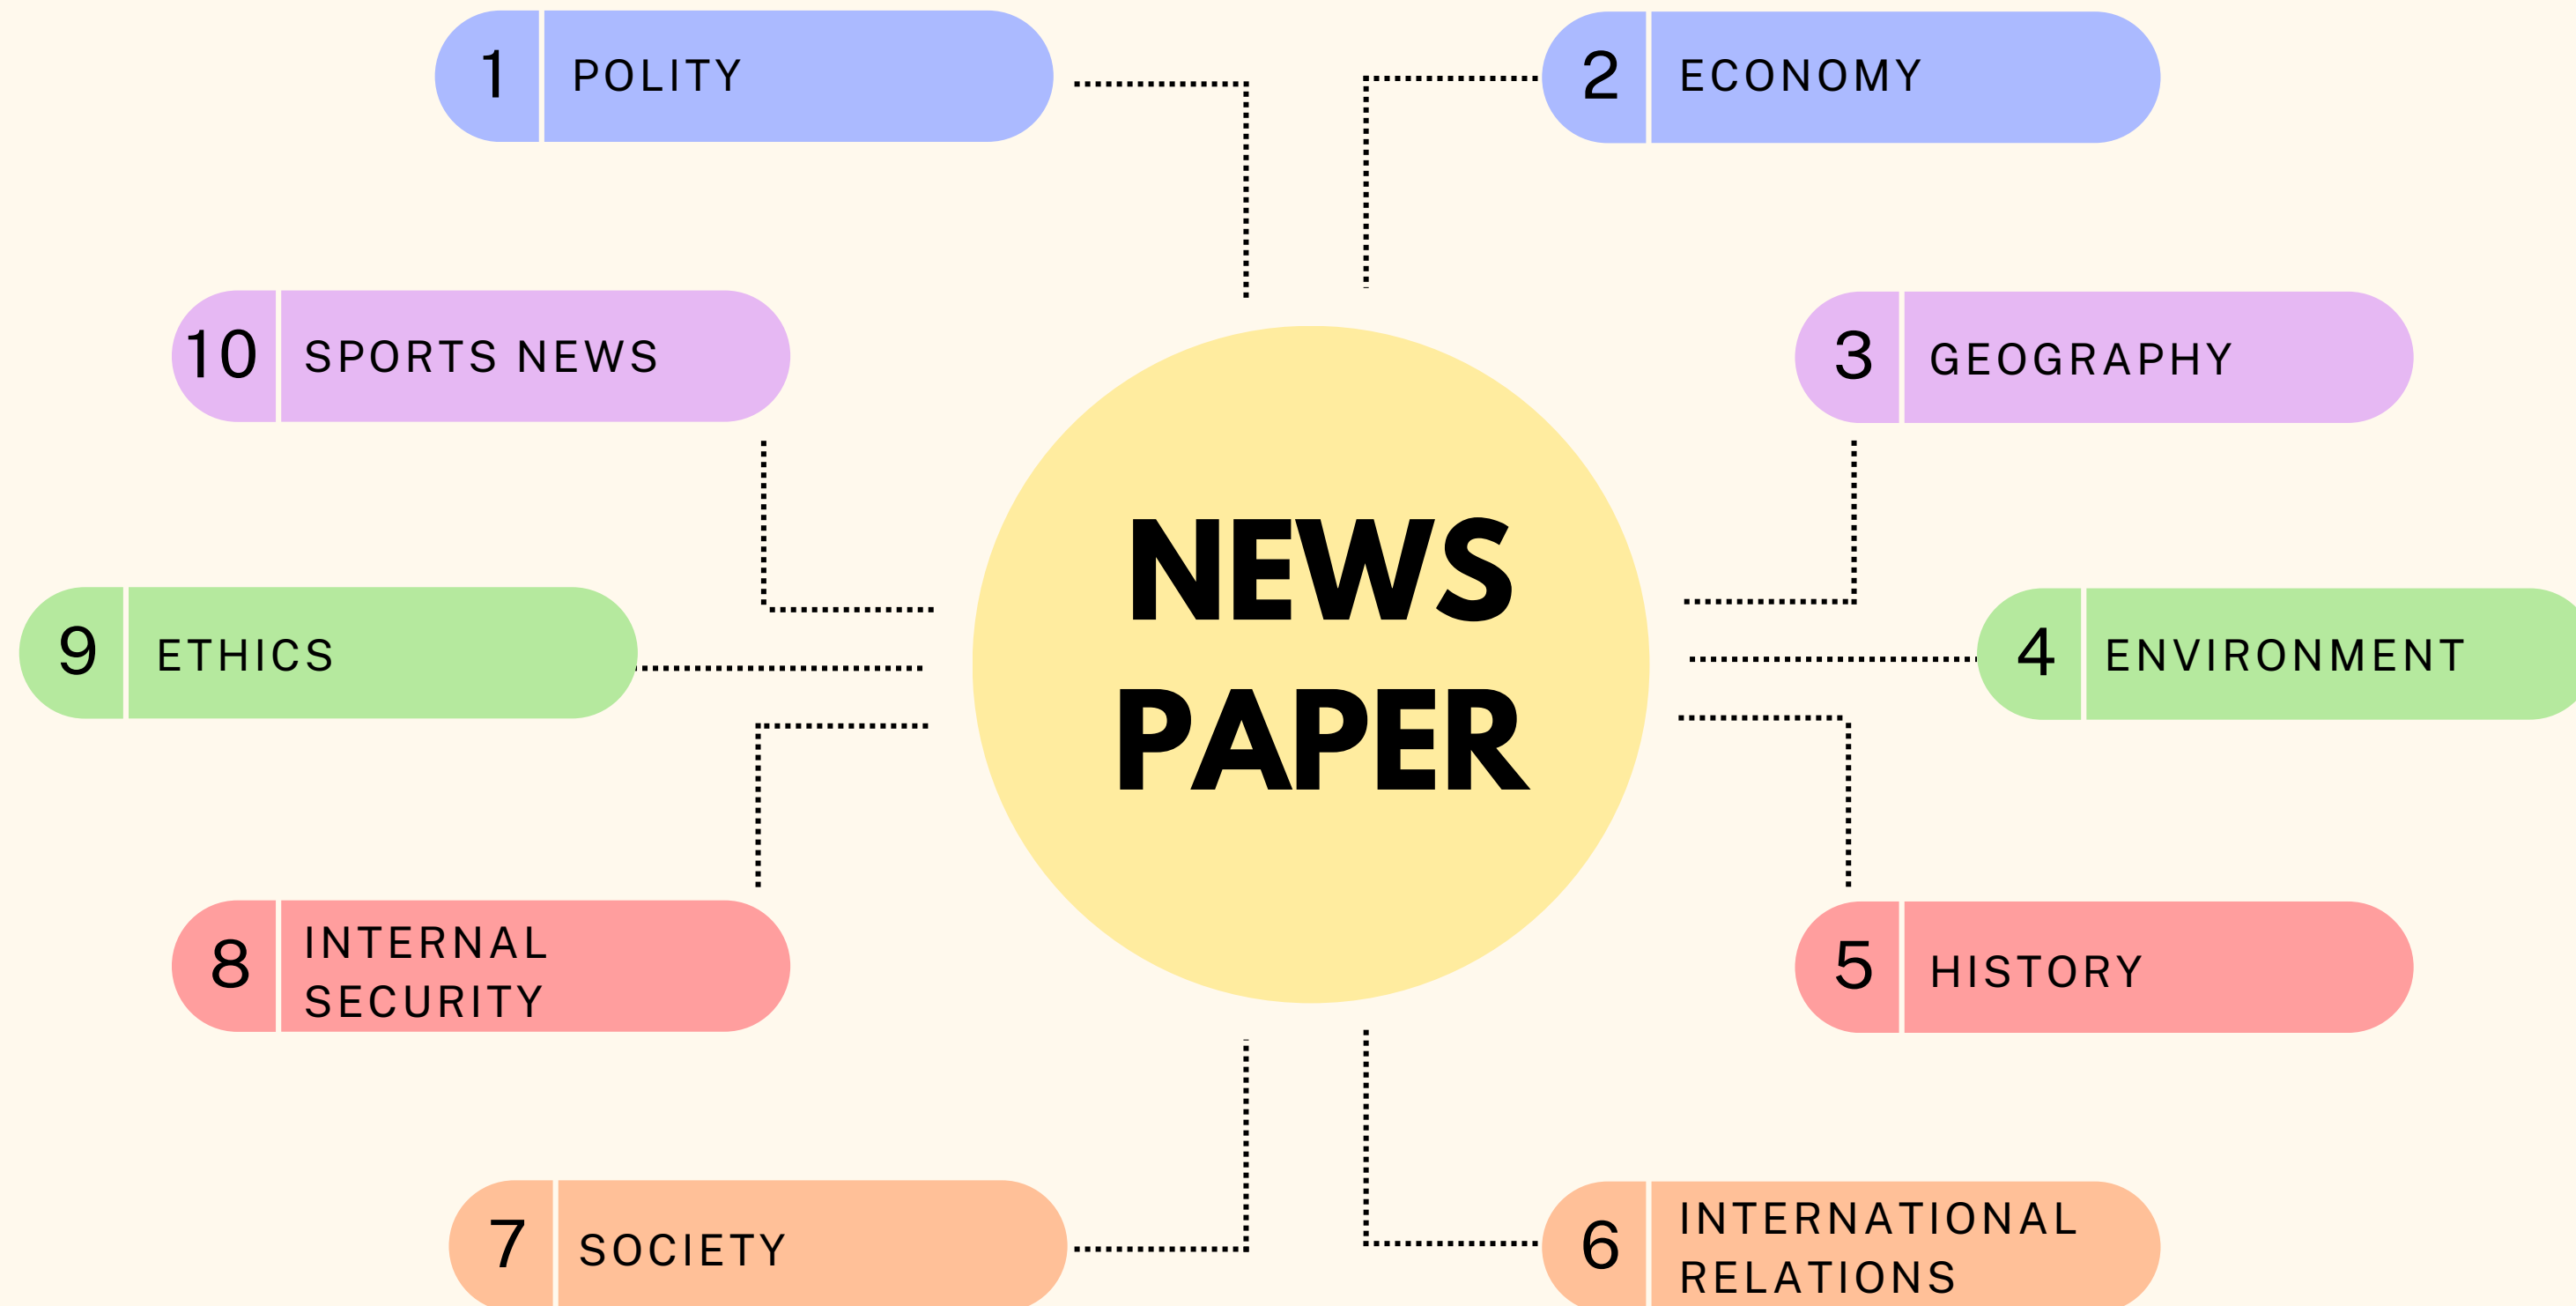 1 POLITY
2 ECONOMY
10 SPORTS NEWS
3 GEOGRAPHY
NEWS
PAPER
9 ETHICS
4 ENVIRONMENT
8 INTERNAL
SECURITY
5 HISTORY
7 SOCIETY
6 INTERNATIONAL
RELATIONS